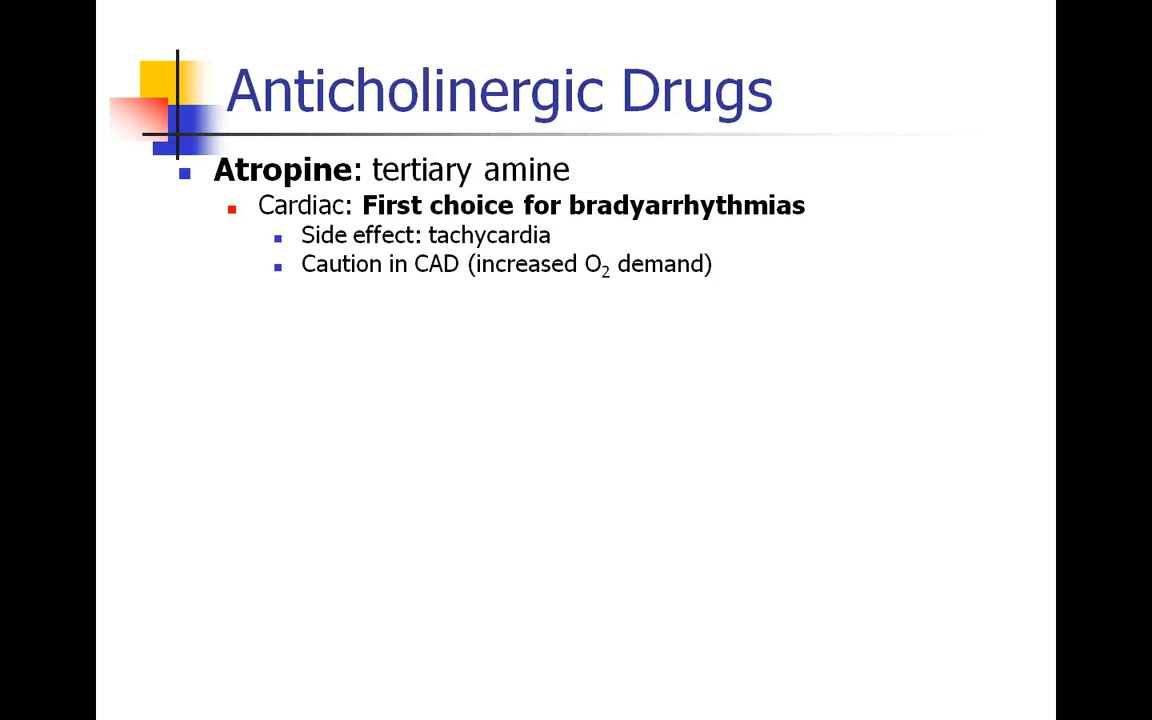 Anticholinergic Drugs
Atropine: tertiary amine
Cardiac: First choice for bradyarrhythmias
Side effect: tachycardia
Caution in CAD (increased O₂ demand)